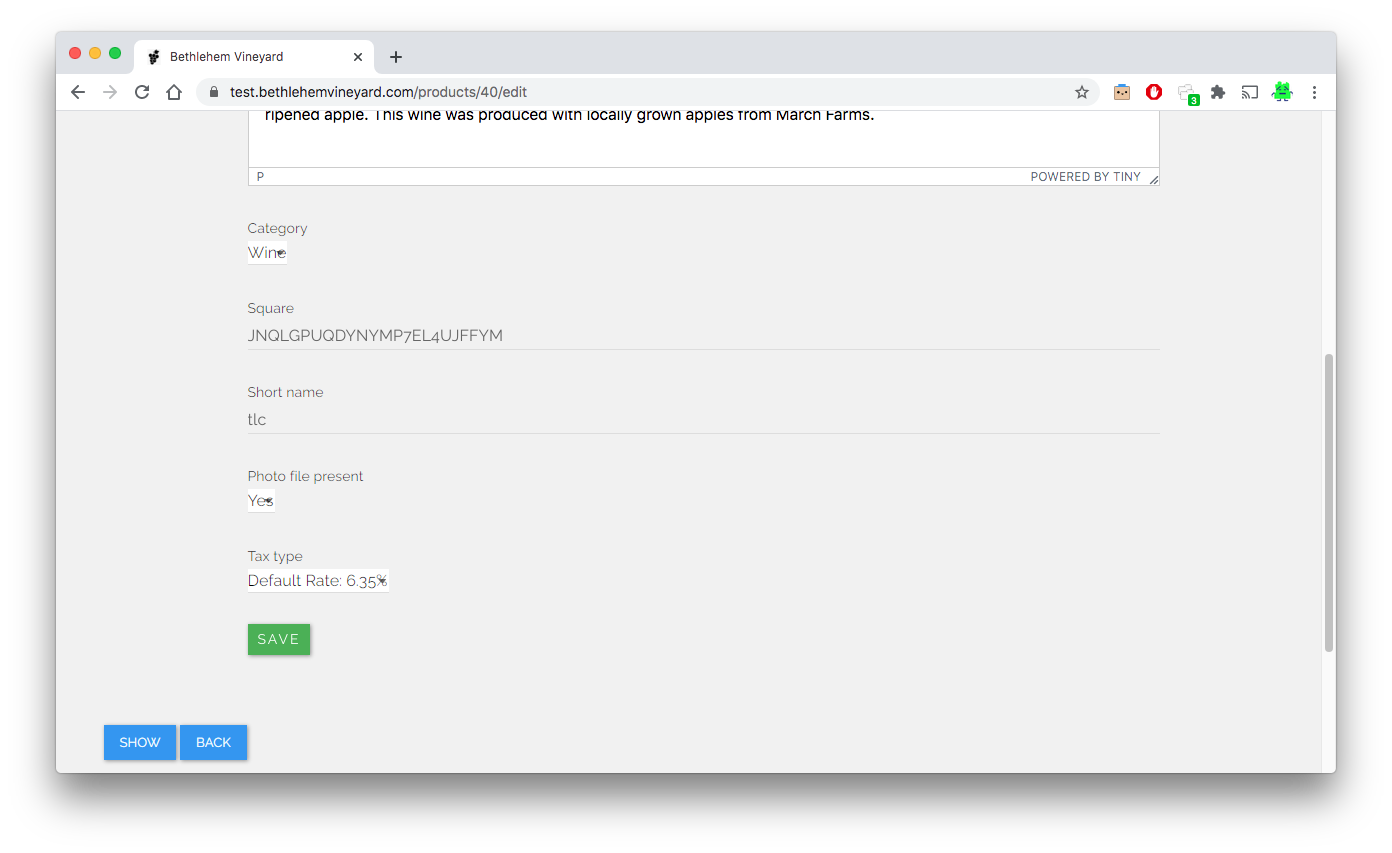 Bethlehem Vineyard
test.bethlehemvineyard.com/products/40/edit
3
ripened apple. This wine was produced with locally grown apples from March Farms.
P POWERED BY TINY
Category
Wine
Square
JNQLGPUQDYNYMP7EL4UJFFYM
Short name
tlc
Photo file present
Yes
Tax type
Default Rate: 6.35%
SAVE
SHOW BACK